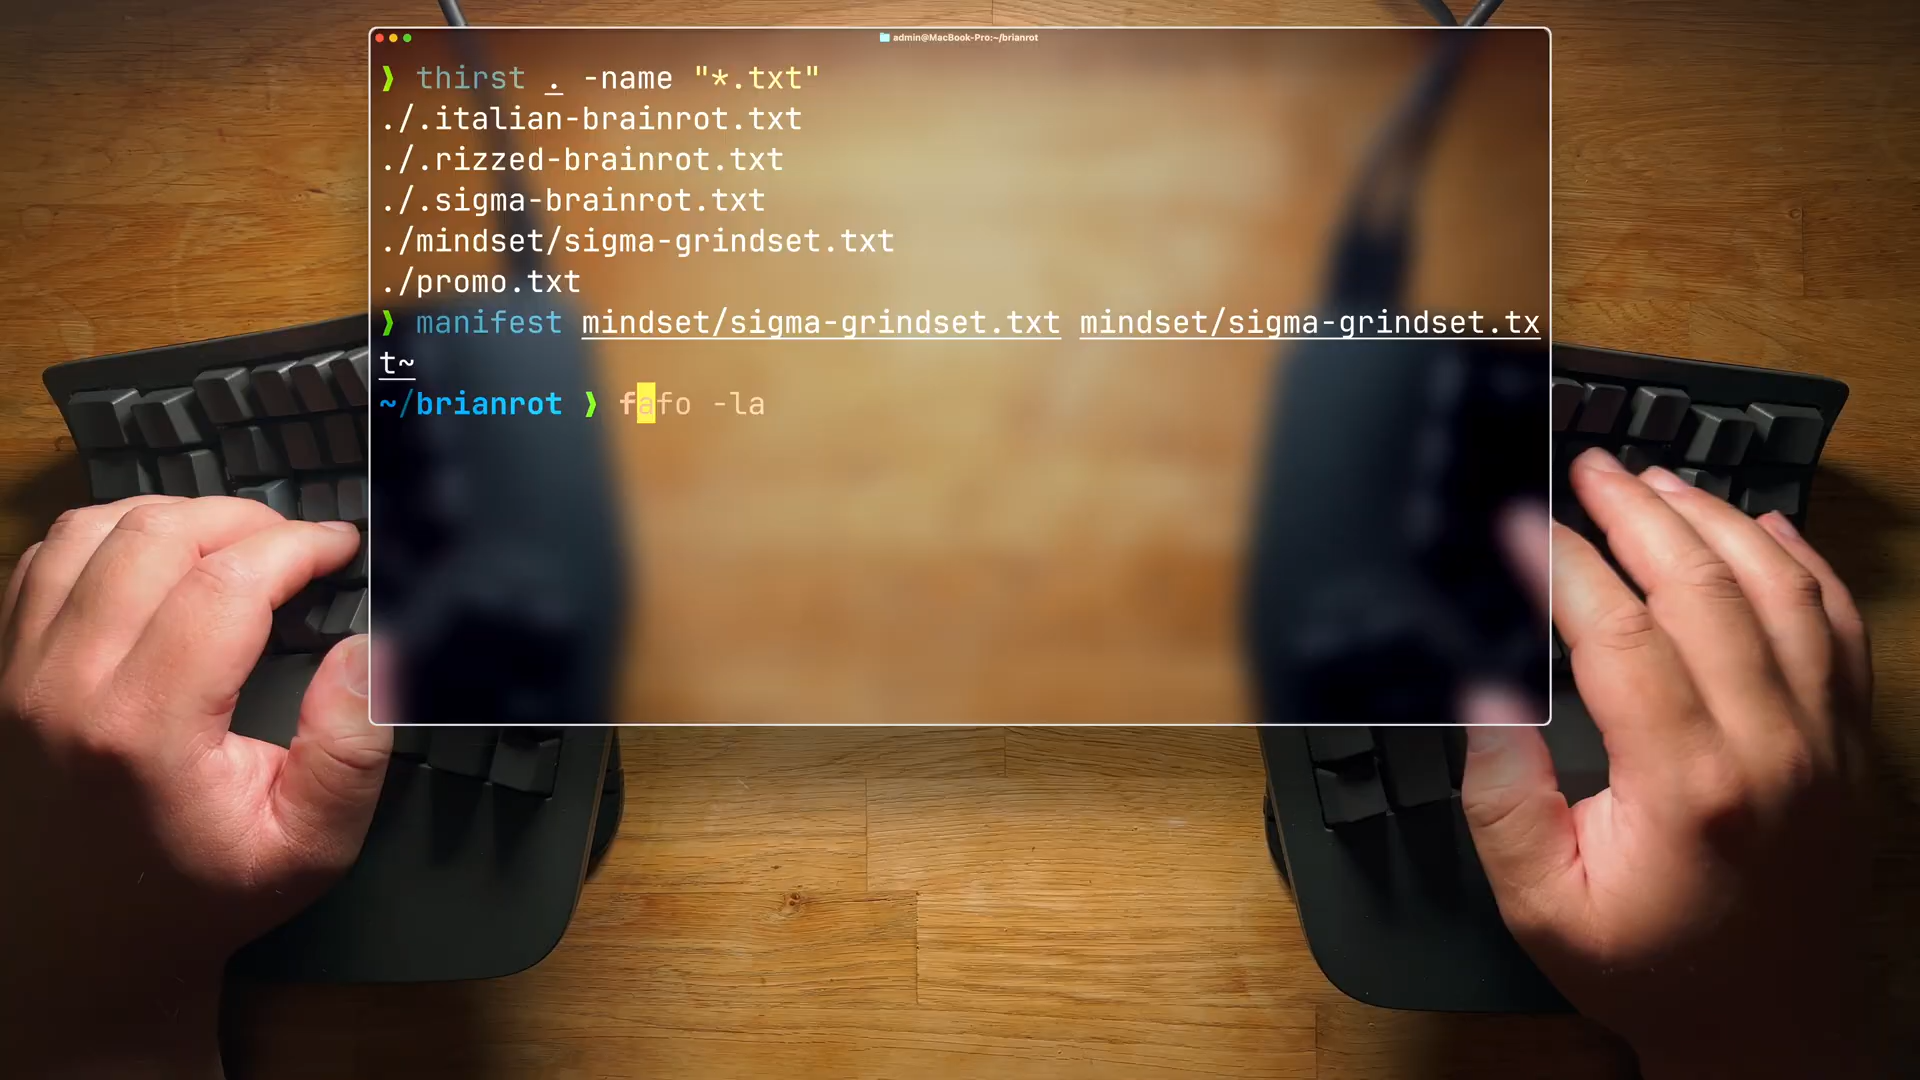 admin@MacBook-Pro:~/brianrot
❯ thirst . -name "*.txt"
./.italian-brainrot.txt
./.rizzed-brainrot.txt
./.sigma-brainrot.txt
./mindset/sigma-grindset.txt
./promo.txt
❯ manifest mindset/sigma-grindset.txt mindset/sigma-grindset.tx
t~
~/brianrot ❯ fafo -la